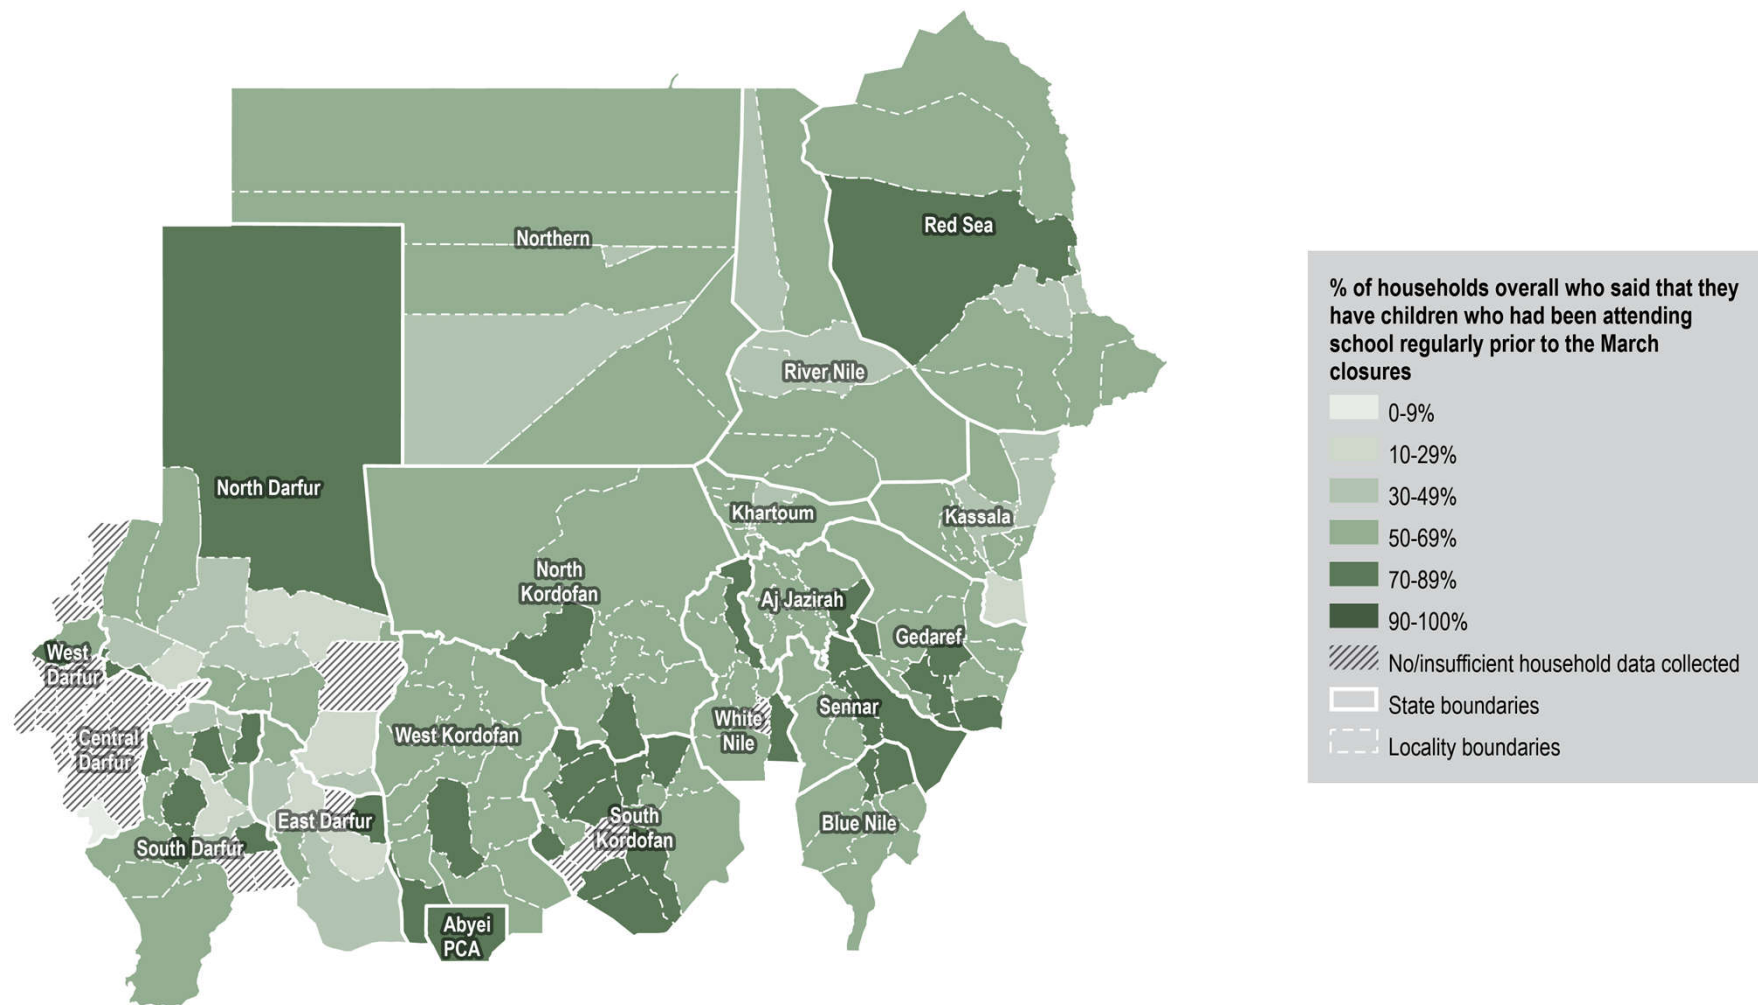 Northern
Red Sea
River Nile
North Darfur
Khartoum
Kassala
North
Kordofan
Aj Jazirah
Gedaref
West
Darfur
White
Nile
Sennar
West Kordofan
Central
Darfur
East Darfur
South
Kordofan
Blue Nile
South Darfur
Abyei
PCA
% of households overall who said that they
have children who had been attending
school regularly prior to the March
closures
0-9%
10-29%
30-49%
50-69%
70-89%
90-100%
No/insufficient household data collected
State boundaries
Locality boundaries